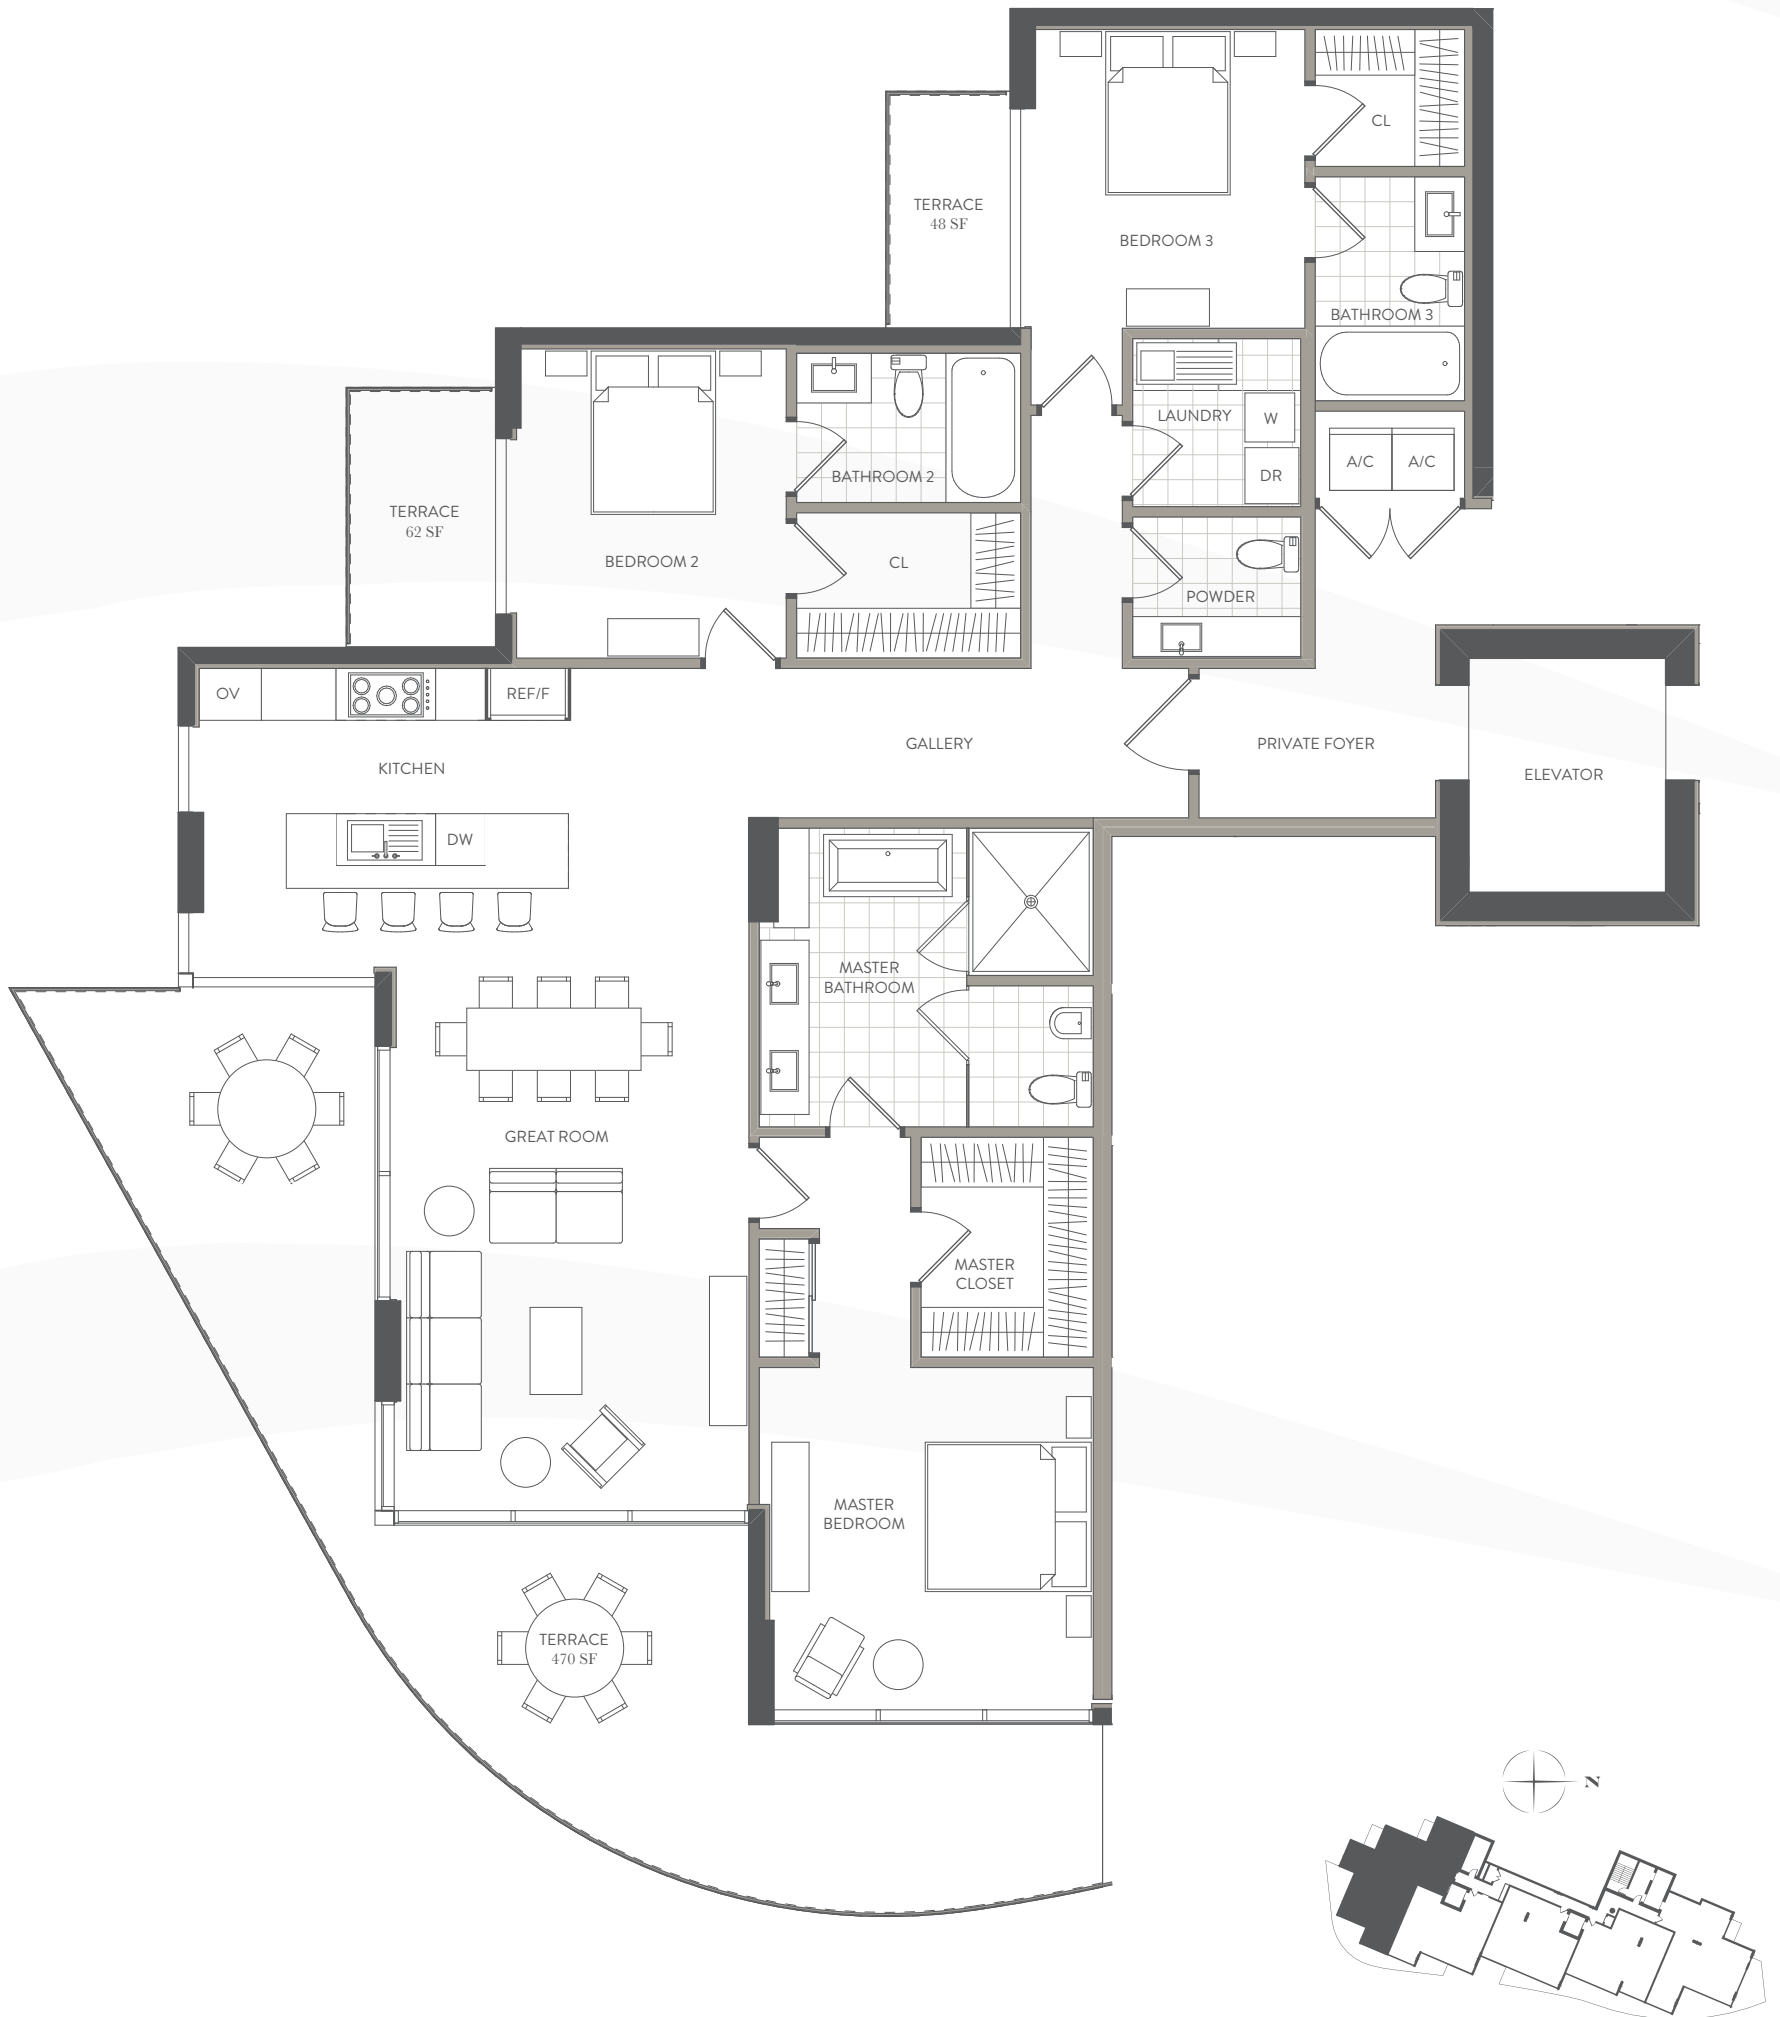 CL
TERRACE
48 SF
BEDROOM 3
BATHROOM 3
LAUNDRY
W
DR
A/C
A/C
BATHROOM 2
TERRACE
62 SF
BEDROOM 2
CL
POWDER
OV
REF/F
KITCHEN
GALLERY
PRIVATE FOYER
ELEVATOR
DW
MASTER
BATHROOM
GREAT ROOM
MASTER
CLOSET
MASTER
BEDROOM
TERRACE
470 SF
N